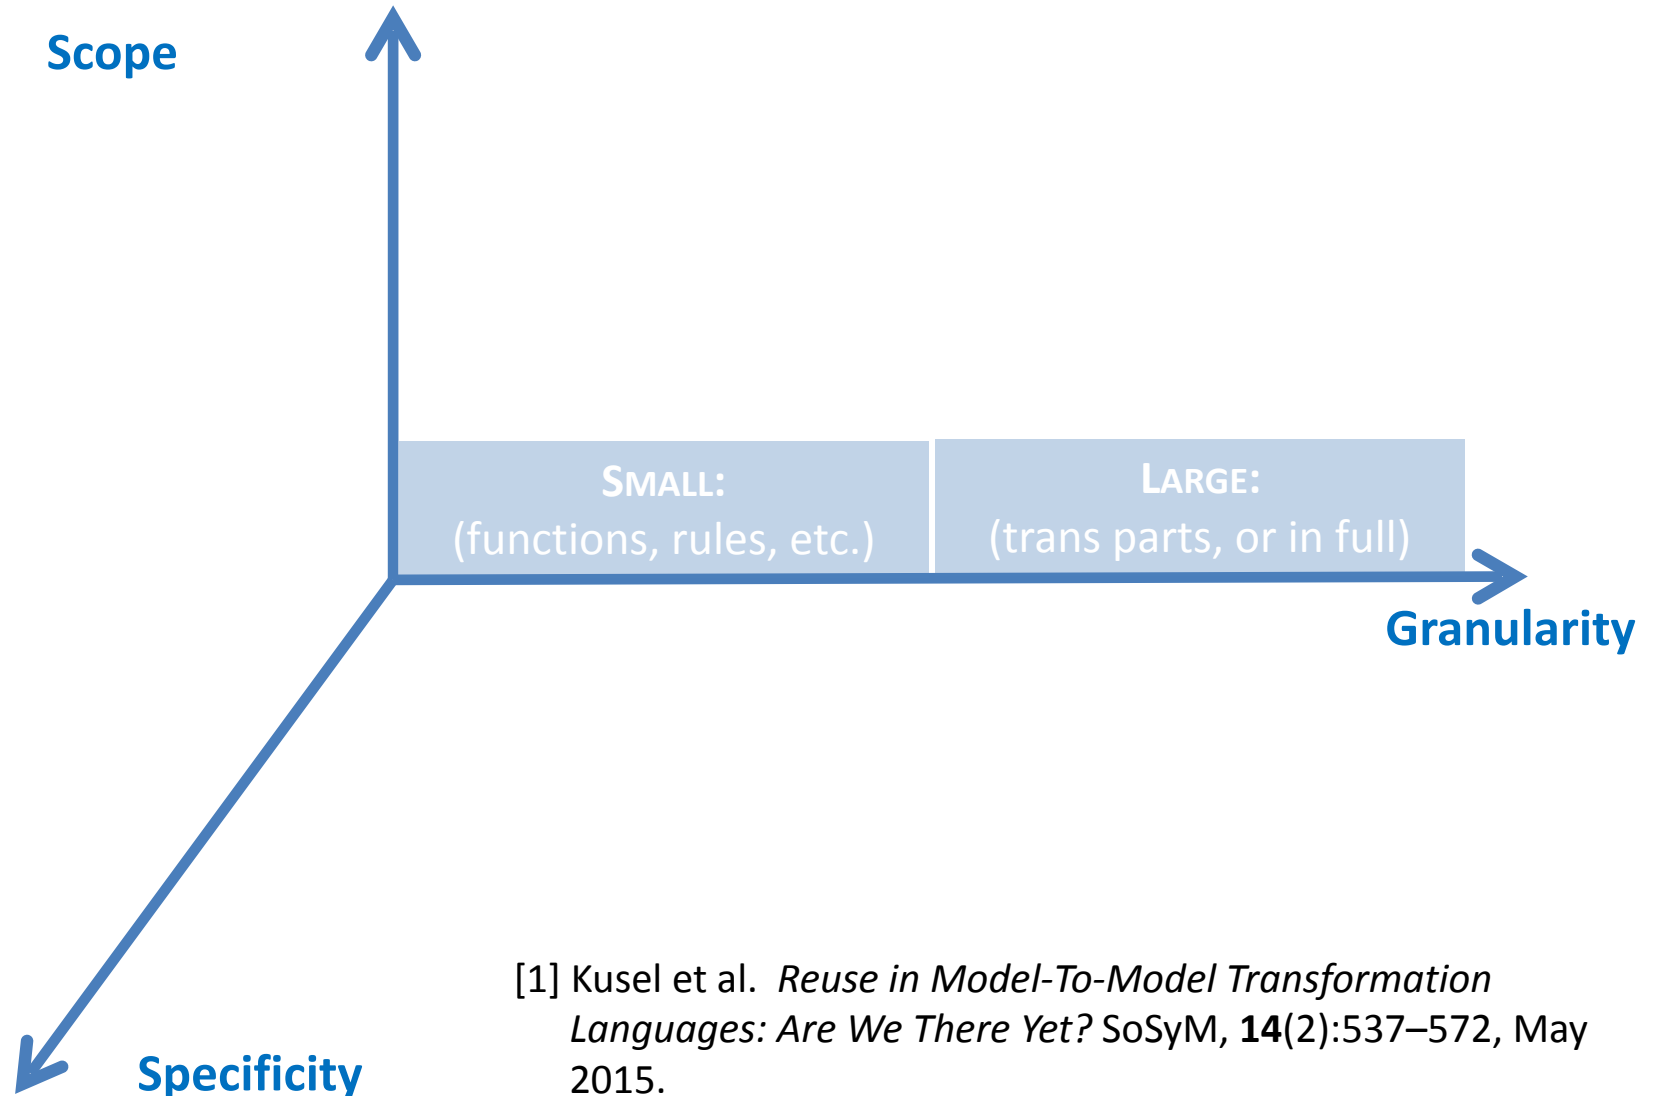 Scope
SMALL:
(functions, rules, etc.)
LARGE:
(trans parts, or in full)
Granularity
[1] Kusel et al. Reuse in Model-To-Model Transformation
Languages: Are We There Yet? SoSyM, 14(2):537–572, May
2015.
Specificity